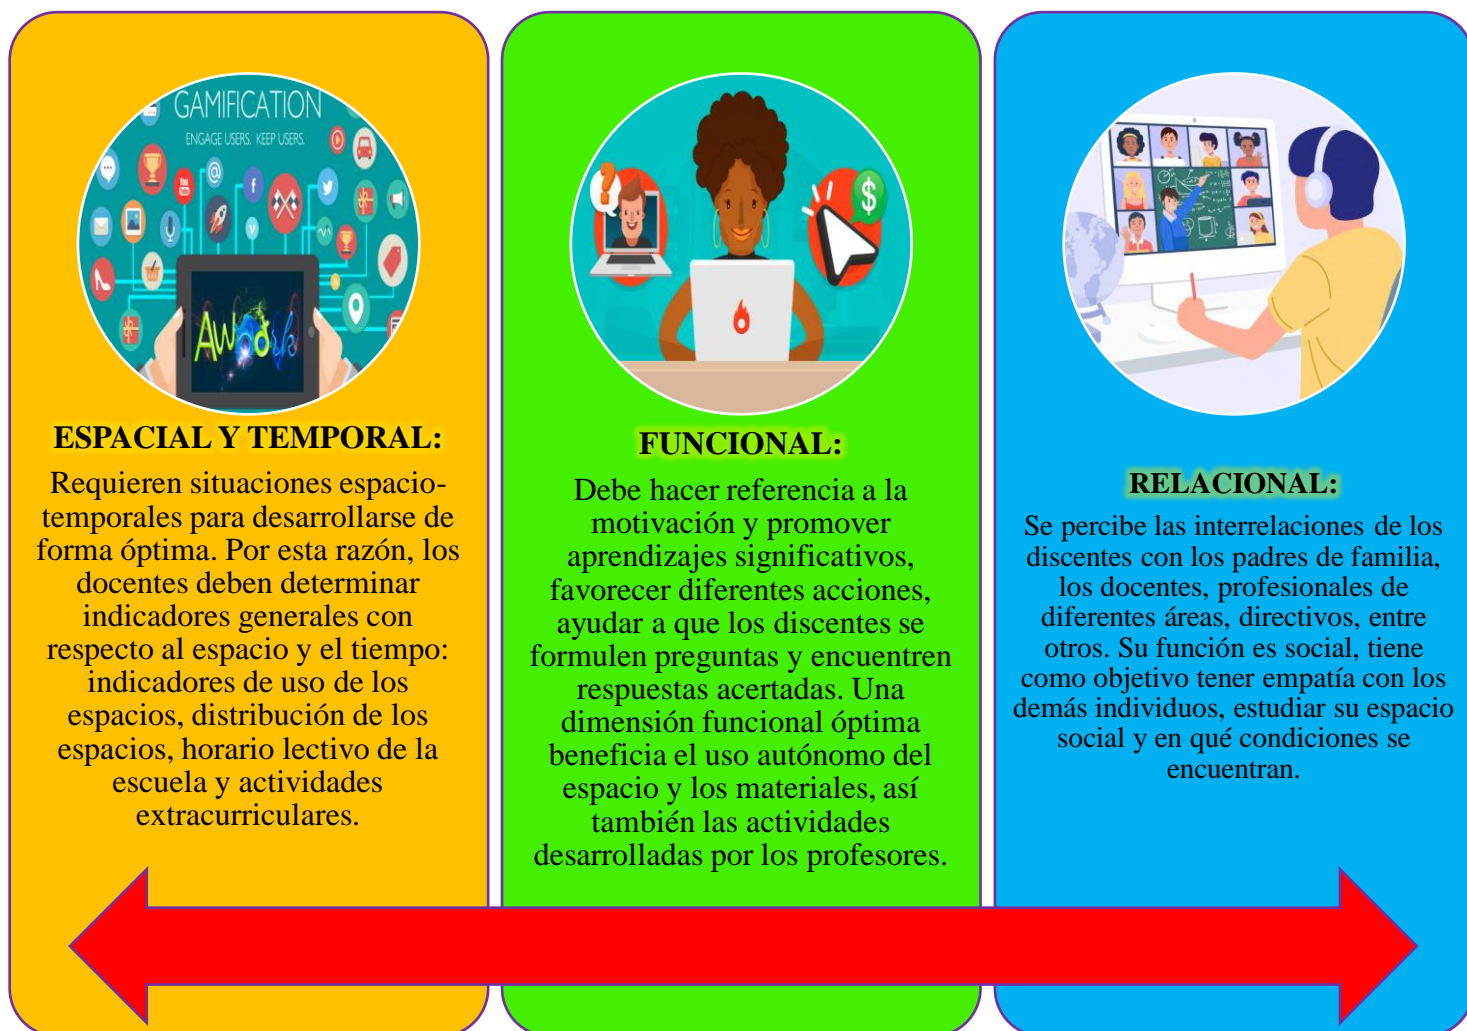 GAMIFICATION
ENGAGE USERS. KEEP USERS.
AWork
ESPACIAL Y TEMPORAL:
Requieren situaciones espacio-
temporales para desarrollarse de
forma óptima. Por esta razón, los
docentes deben determinar
indicadores generales con
respecto al espacio y el tiempo:
indicadores de uso de los
espacios, distribución de los
espacios, horario lectivo de la
escuela y actividades
extracurriculares.
FUNCIONAL:
Debe hacer referencia a la
motivación y promover
aprendizajes significativos,
favorecer diferentes acciones,
ayudar a que los discentes se
formulen preguntas y encuentren
respuestas acertadas. Una
dimensión funcional óptima
beneficia el uso autónomo del
espacio y los materiales, así
también las actividades
desarrolladas por los profesores.
RELACIONAL:
Se percibe las interrelaciones de los
discentes con los padres de familia,
los docentes, profesionales de
diferentes áreas, directivos, entre
otros. Su función es social, tiene
como objetivo tener empatía con los
demás individuos, estudiar su espacio
social y en qué condiciones se
encuentran.